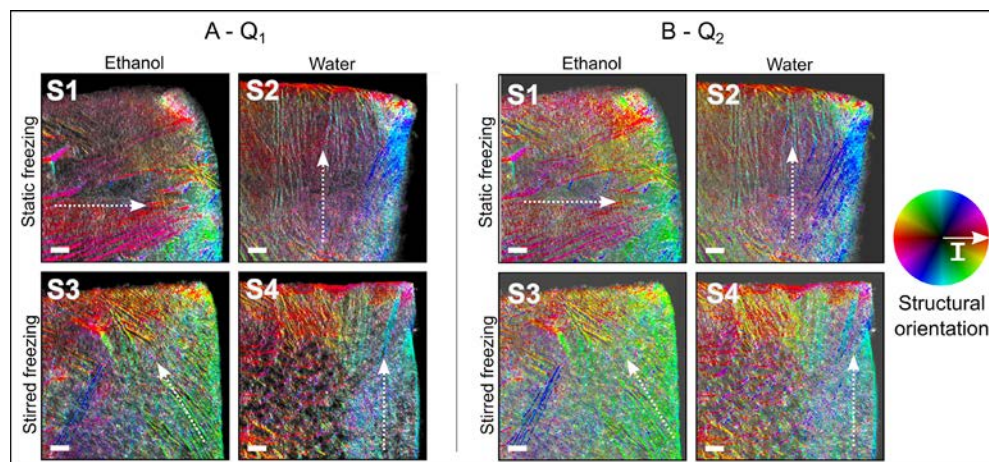 A - Q₁
B - Q₂
Ethanol
Water
Ethanol
Water
Static freezing
S1
S2
Static freezing
S1
S2
Stirred freezing
S3
S4
Stirred freezing
S3
S4
I
Structural
orientation